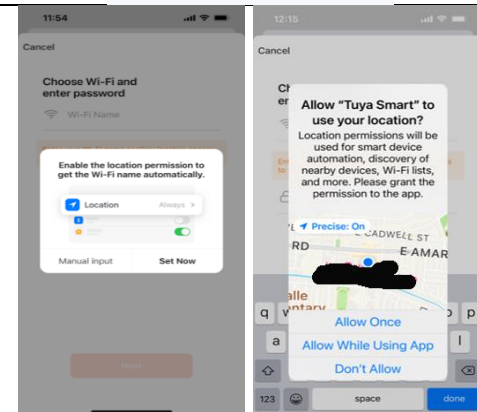 11:54
Cancel
Choose Wi-Fi and
enter password
Wi-Fi Name
Enable the location permission to
get the Wi-Fi name automatically.
Location
Always
Manual input
Set Now
12:15
Cancel
Allow “Tuya Smart” to
use your location?
Location permissions will be
used for smart device
automation, discovery of
nearby devices, Wi-Fi lists,
and more. Please grant the
permission to the app.
Precise: On
CADWELL ST
RD
E AMAR
Allow Once
Allow While Using App
Don't Allow
q
p
a
l
123
space
done